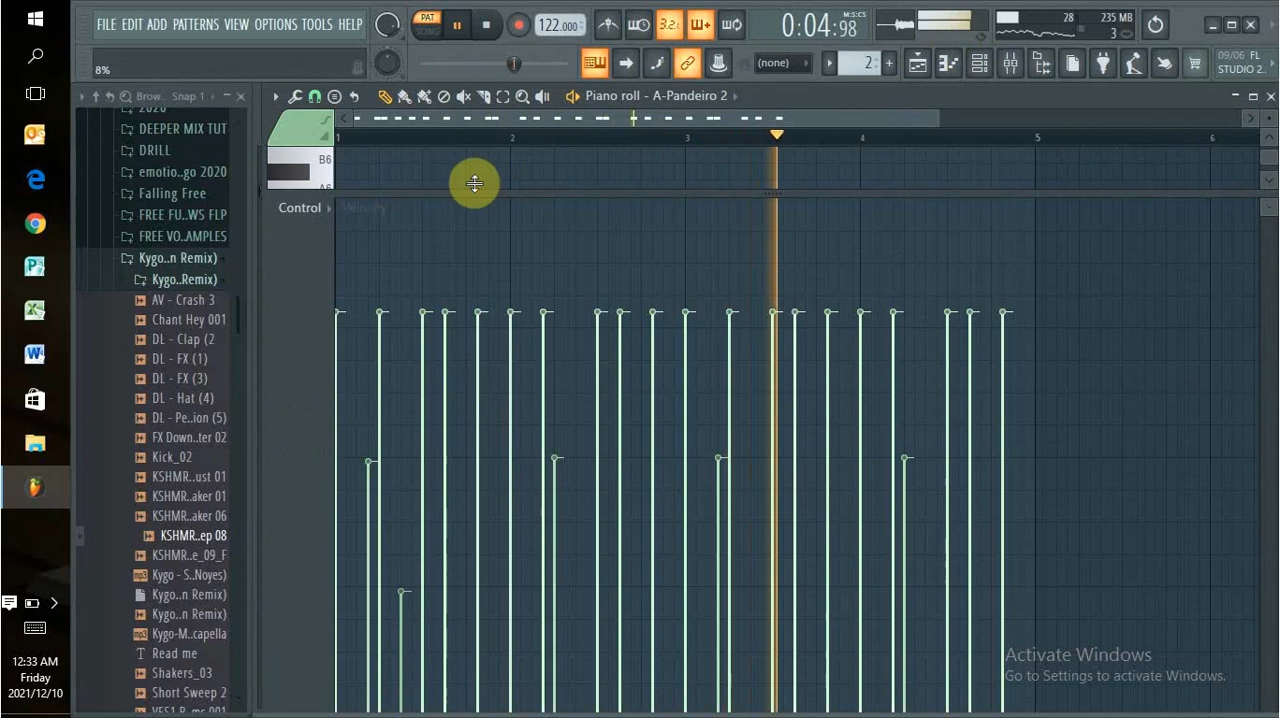 FILE EDIT ADD PATTERNS VIEW OPTIONS TOOLS HELP
8%
PAT
SONG
122.000
3.2.
0:04:98
M:S:CS
28
235 MB
3
(none)
2
09/06 FL
STUDIO 2..
Brow.. Snap 1
Piano roll - A-Pandeiro 2
2020
DEEPER MIX TUT
DRILL
emotio..go 2020
Falling Free
FREE FU..WS FLP
FREE VO..AMPLES
Kygo..n Remix)
Kygo..Remix)
AV - Crash 3
Chant Hey 001
DL - Clap (2
DL - FX (1)
DL - FX (3)
DL - Hat (4)
DL - Pe..ion (5)
FX Down..ter 02
Kick_02
KSHMR..ust 01
KSHMR..aker 01
KSHMR..aker 06
KSHMR..ep 08
KSHMR..e_09_F
Kygo - S..Noyes)
Kygo..n Remix)
Kygo..n Remix)
Kygo-M..capella
Read me
Shakers_03
Short Sweep 2
VES1 R..ms 001
1 2 3 4 5 6
B6
A6
Control
Velocity
Activate Windows
Go to Settings to activate Windows.
12:33 AM
Friday
2021/12/10